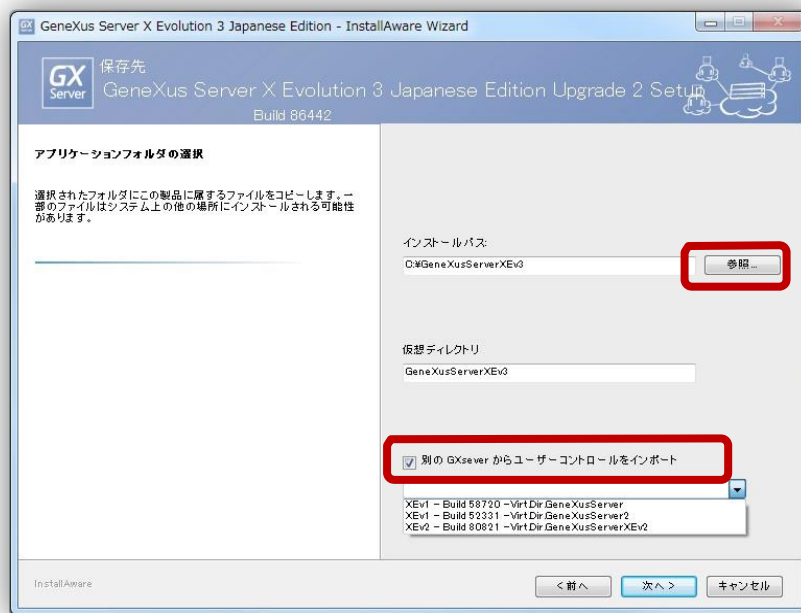 GeneXus Server X Evolution 3 Japanese Edition - InstallAware Wizard
GX
Server
保存先
GeneXus Server X Evolution 3 Japanese Edition Upgrade 2 Setup
Build 86442
アプリケーションフォルダの選択
選択されたフォルダにこの製品に属するファイルをコピーします。一
部のファイルはシステム上の他の場所にインストールされる可能性
があります。
インストールパス:
C:¥GeneXusServerXEv3
参照...
仮想ディレクトリ
GeneXusServerXEv3
別の GXsever からユーザーコントロールをインポート
XEv1 - Build 58720 -Virt.Dir.GeneXusServer
XEv1 - Build 52331 -Virt.Dir.GeneXusServer2
XEv2 - Build 80821 -Virt.Dir.GeneXusServerXEv2
InstallAware
<前へ
次へ>
キャンセル